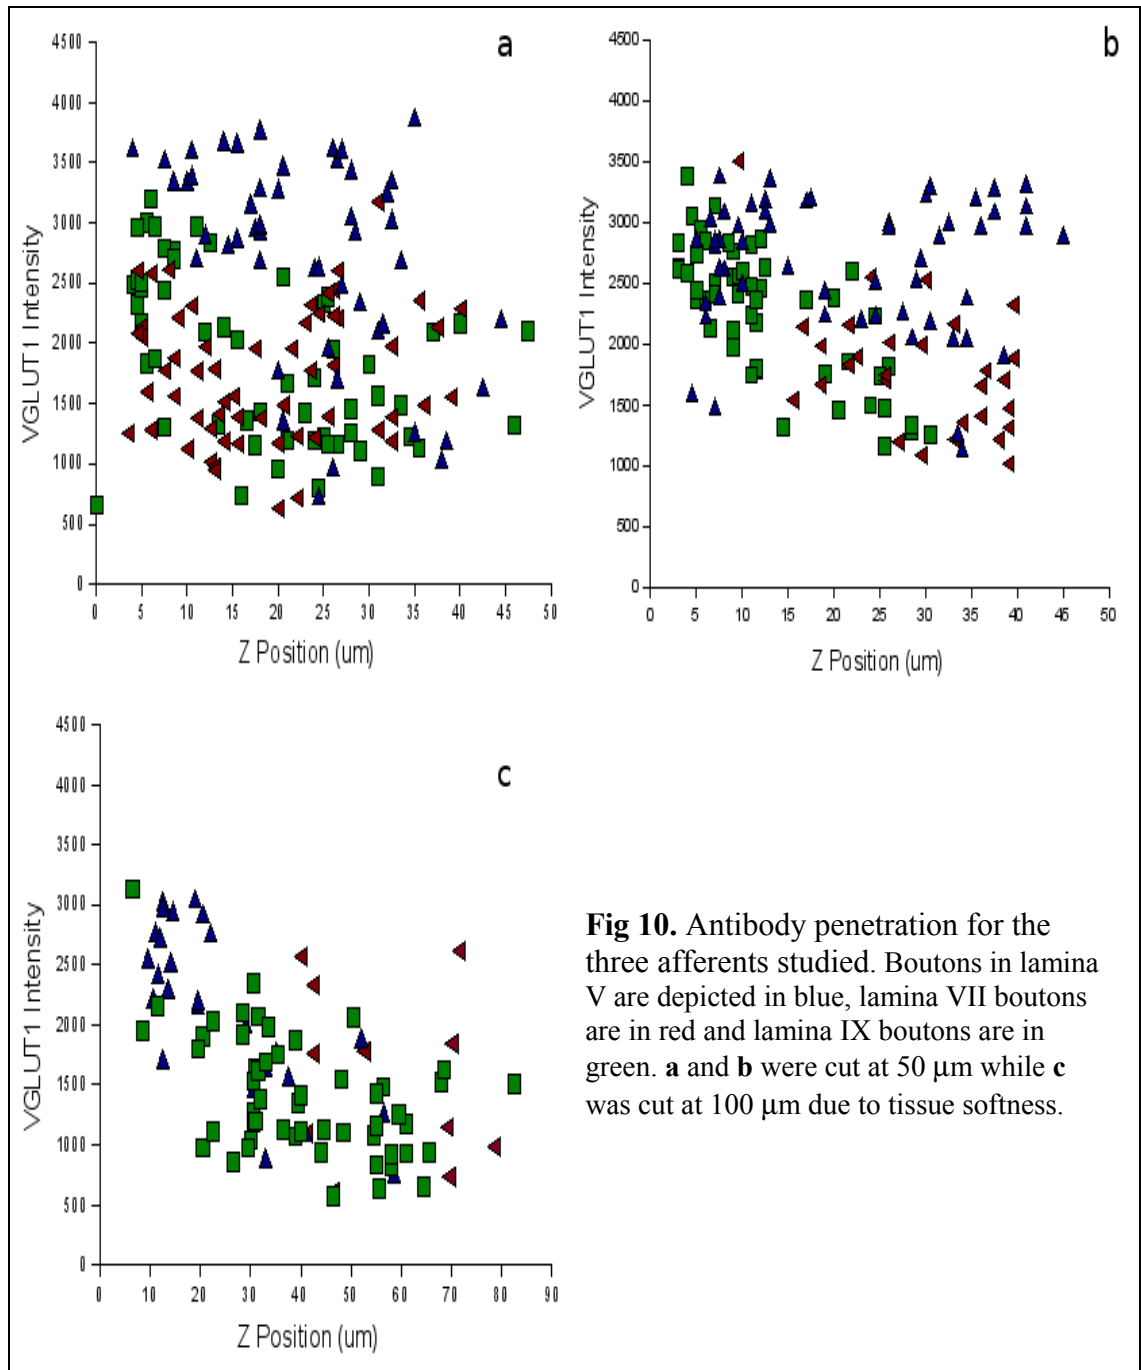 a
4500
4000
3500
3000
2500
2000
1500
1000
500
0
VGLUT1 Intensity
0 5 10 15 20 25 30 35 40 45 50
Z Position (um)
b
4500
4000
3500
3000
2500
2000
1500
1000
500
0
VGLUT1 Intensity
0 5 10 15 20 25 30 35 40 45 50
Z Position (um)
c
4500
4000
3500
3000
2500
2000
1500
1000
500
0
VGLUT1 Intensity
0 10 20 30 40 50 60 70 80 90
Z Position (um)
Fig 10. Antibody penetration for the
three afferents studied. Boutons in lamina
V are depicted in blue, lamina VII boutons
are in red and lamina IX boutons are in
green. a and b were cut at 50 μm while c
was cut at 100 μm due to tissue softness.